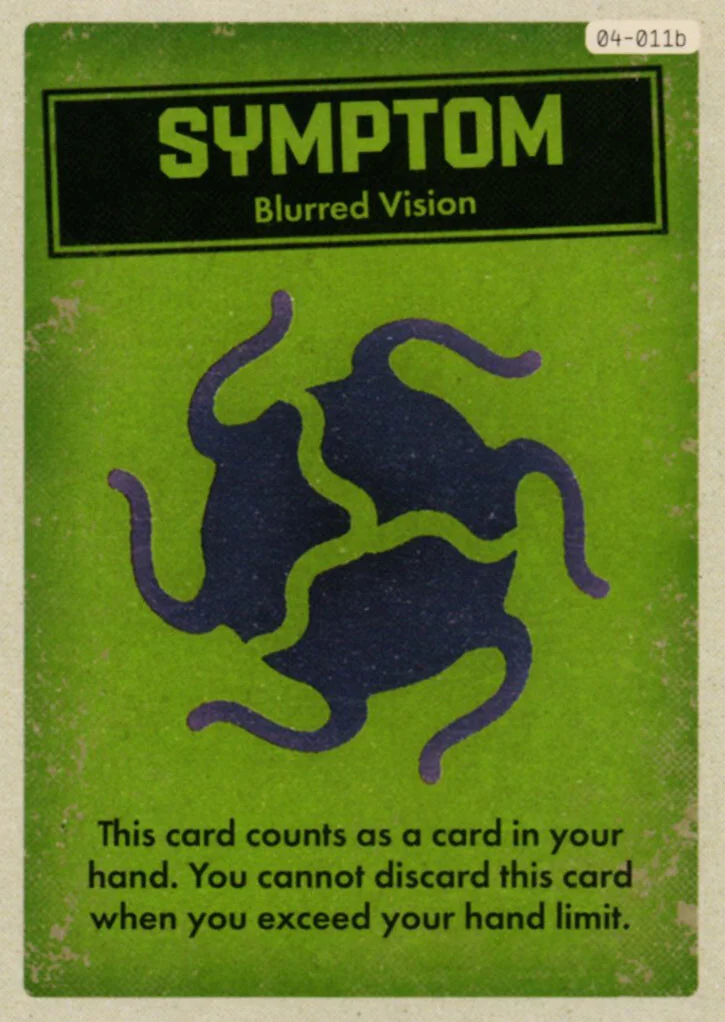 04-011b
SYMPTOM
Blurred Vision
This card counts as a card in your
hand. You cannot discard this card
when you exceed your hand limit.